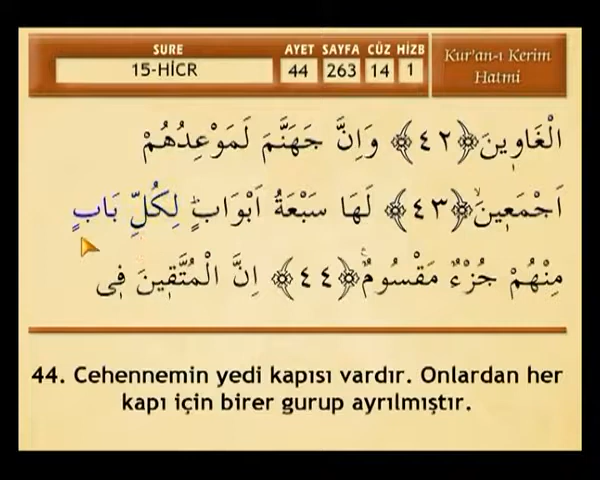 SURE AYET SAYFA CÜZ HİZB
15-HİCR 44 263 14 1
Kur'an-ı Kerim
Hatmi
الْغَاوٖينَ ﴿٤٢﴾ وَاِنَّ جَهَنَّمَ لَمَوْعِدُهُمْ
اَجْمَعٖينَۙ ﴿٤٣﴾ لَهَا سَبْعَةُ اَبْوَابٍؕ لِكُلِّ بَابٍ
مِنْهُمْ جُزْءٌ مَقْسُومٌࣖ ﴿٤٤﴾ اِنَّ الْمُتَّقٖينَ فٖى
44. Cehennemin yedi kapısı vardır. Onlardan her
kapı için birer gurup ayrılmıştır.